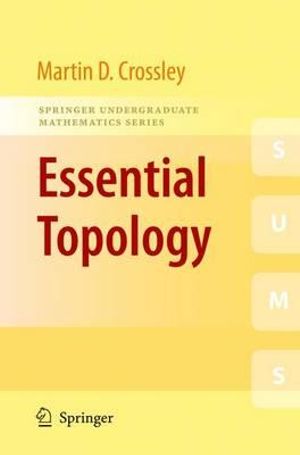 Martin D. Crossley
SPRINGER UNDERGRADUATE
MATHEMATICS SERIES
Essential
Topology
S
U
M
S
Springer